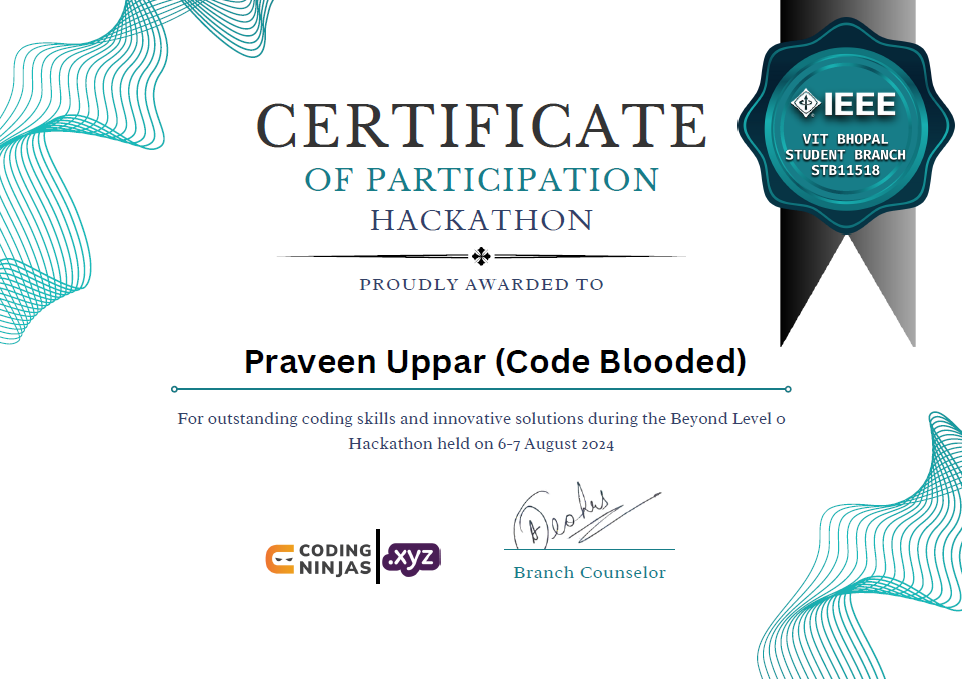 CERTIFICATE
OF PARTICIPATION
HACKATHON
PROUDLY AWARDED TO
IEEE
VIT BHOPAL
STUDENT BRANCH
STB11518
Praveen Uppar (Code Blooded)
For outstanding coding skills and innovative solutions during the Beyond Level 0
Hackathon held on 6-7 August 2024
CODING
NINJAS
.xyz
Branch Counselor